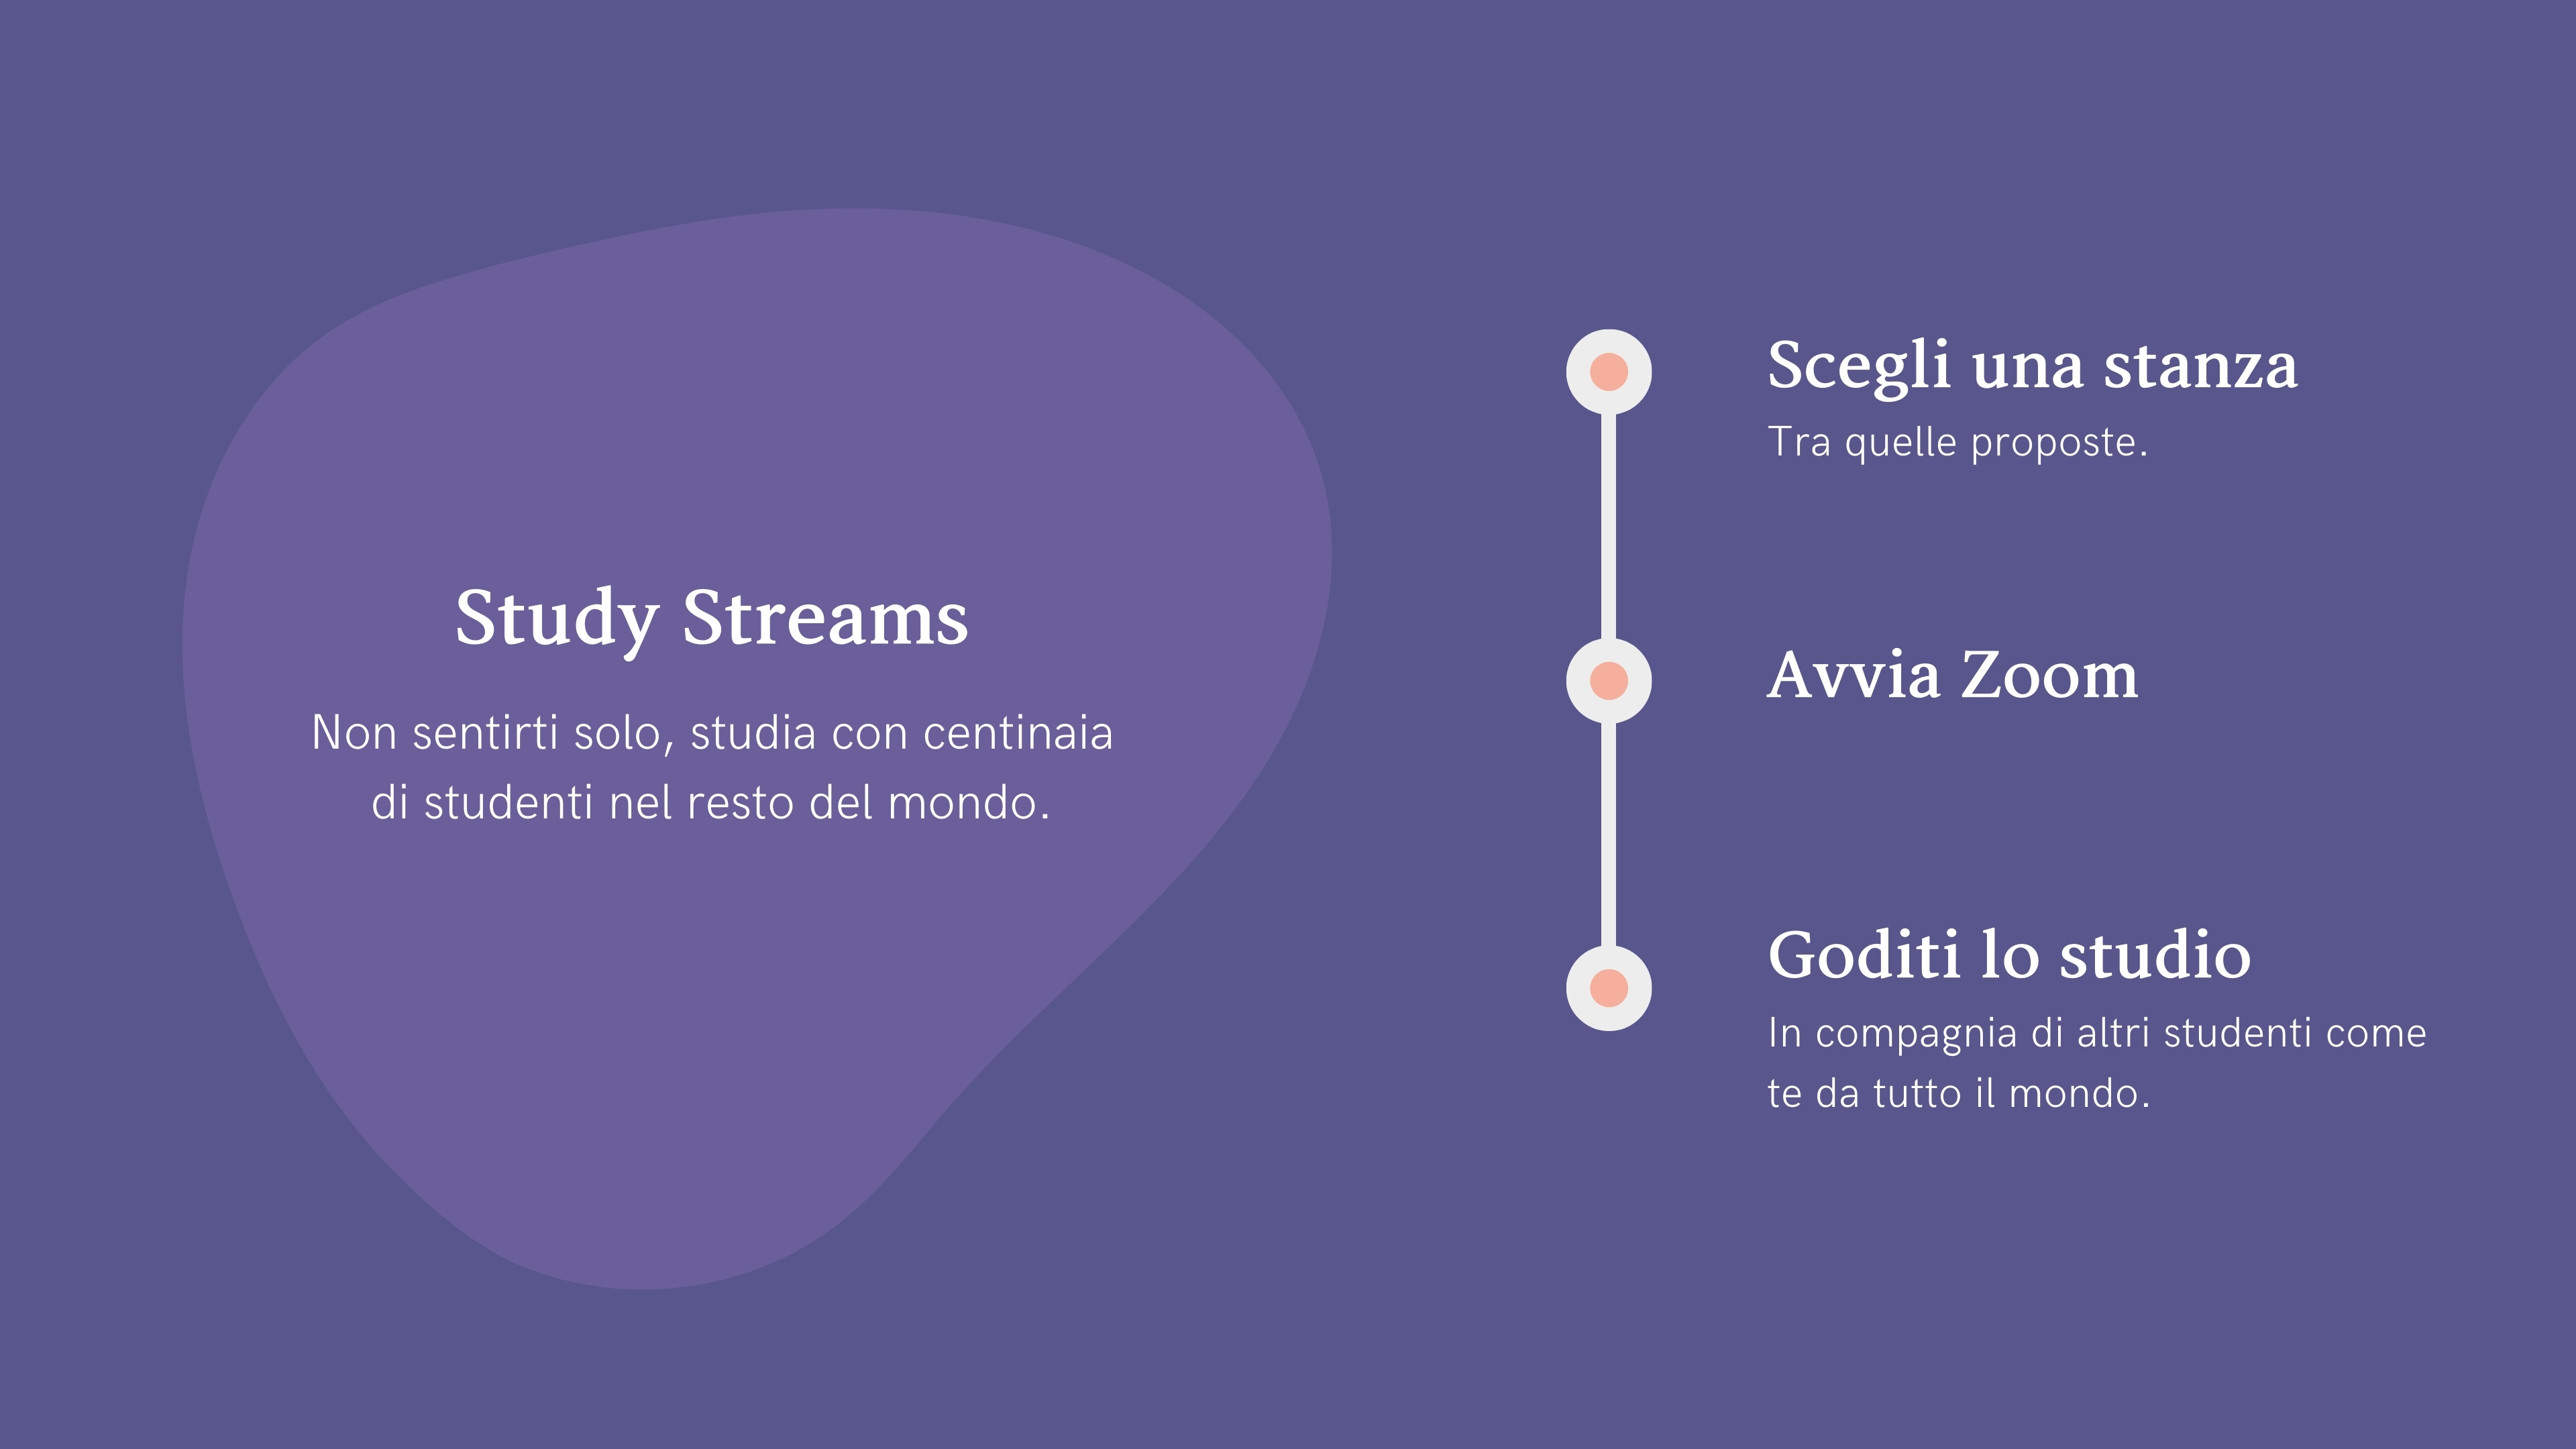 Study Streams
Non sentirti solo, studia con centinaia
di studenti nel resto del mondo.
Scegli una stanza
Tra quelle proposte.
Avvia Zoom
Goditi lo studio
In compagnia di altri studenti come
te da tutto il mondo.